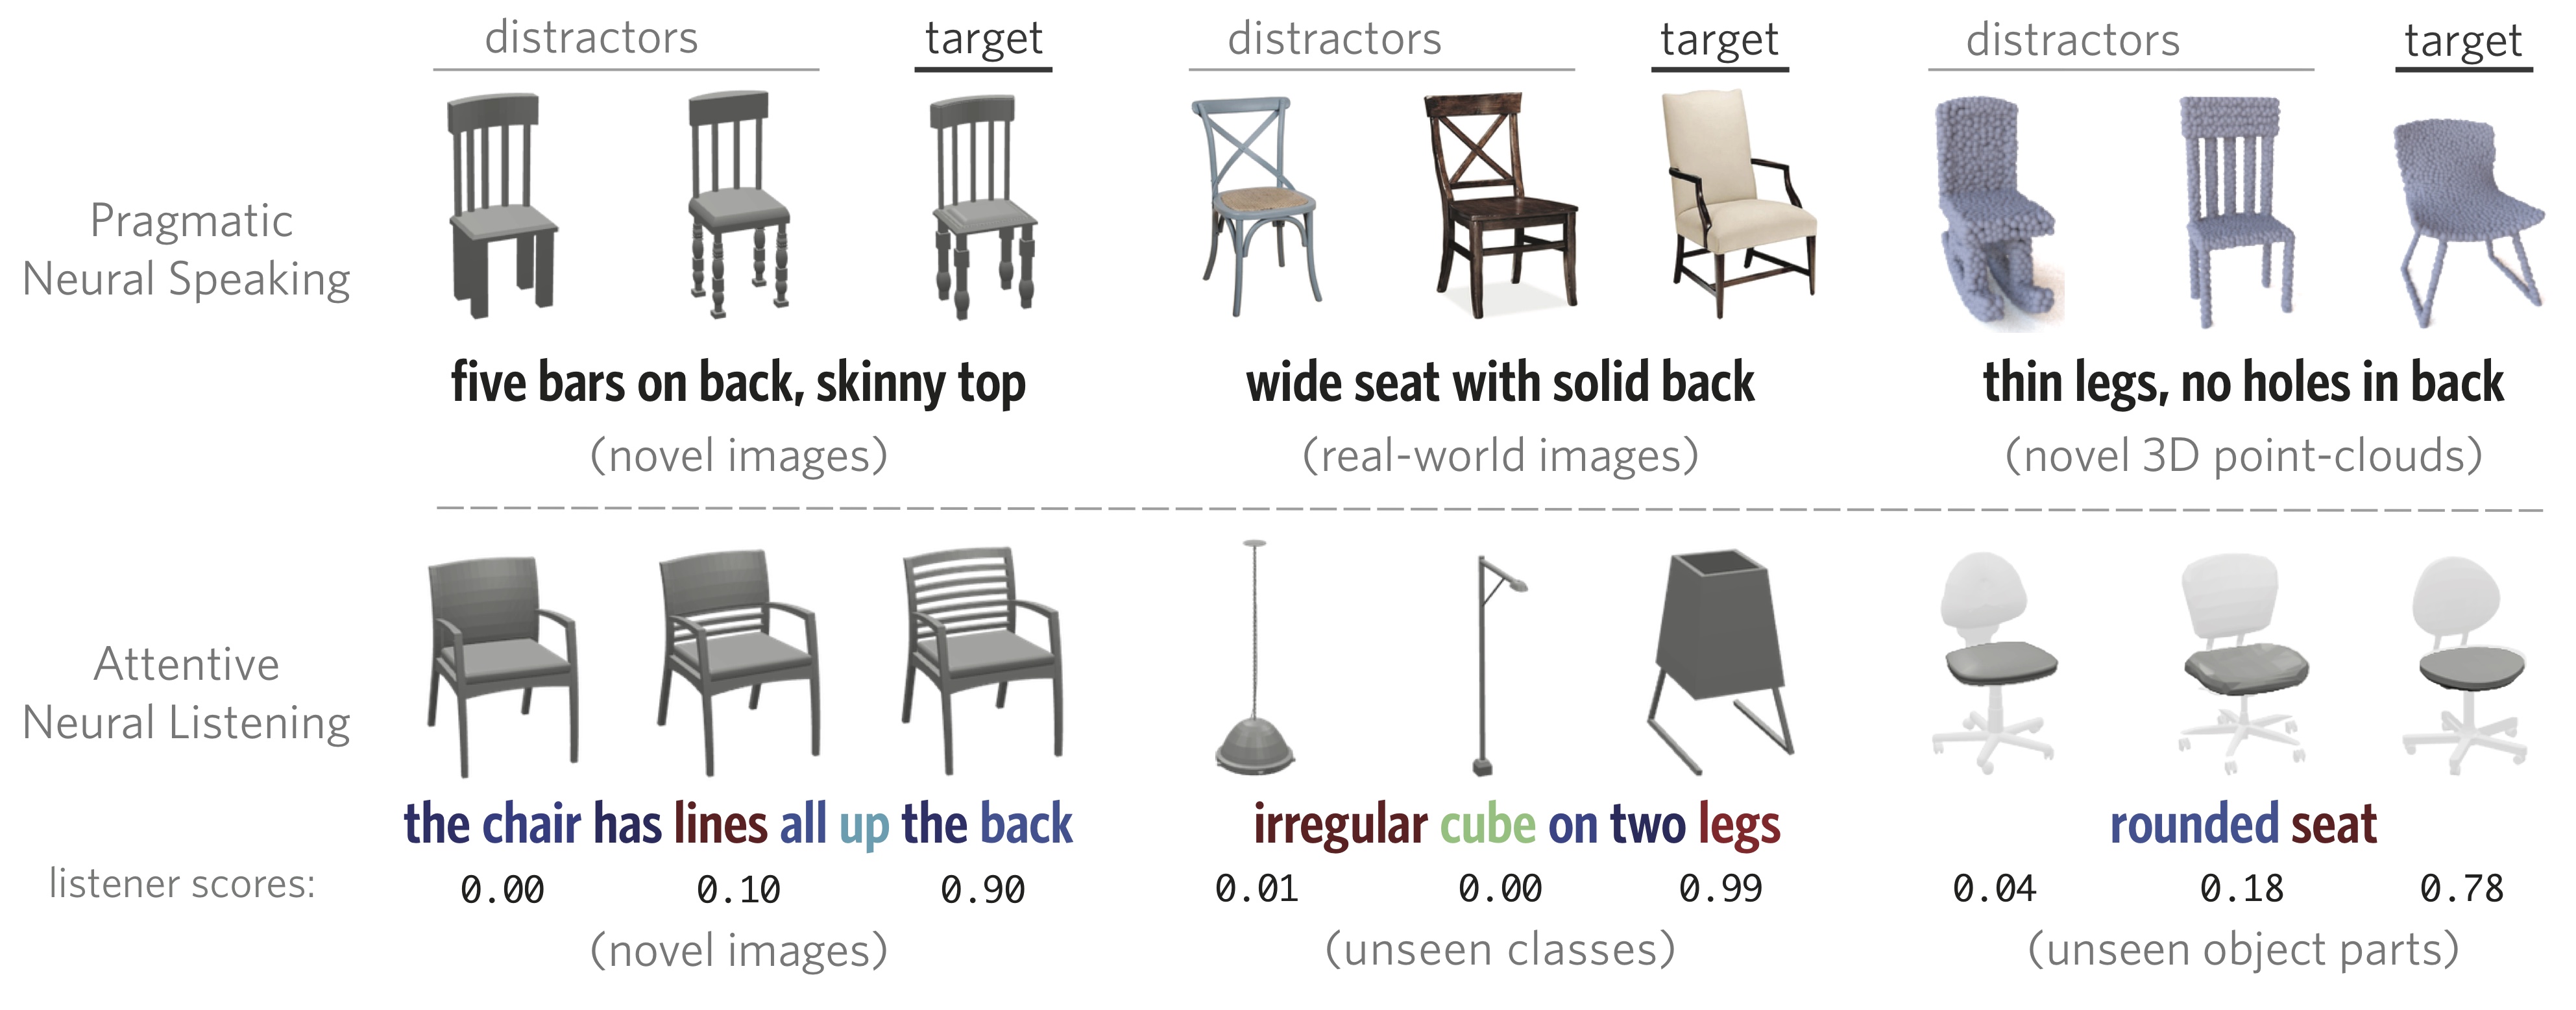 distractors target distractors target distractors target
Pragmatic
Neural Speaking
five bars on back, skinny top wide seat with solid back thin legs, no holes in back
(novel images) (real-world images) (novel 3D point-clouds)
Attentive
Neural Listening
the chair has lines all up the back irregular cube on two legs rounded seat
listener scores: 0.00 0.10 0.90 0.01 0.00 0.99 0.04 0.18 0.78
(novel images) (unseen classes) (unseen object parts)